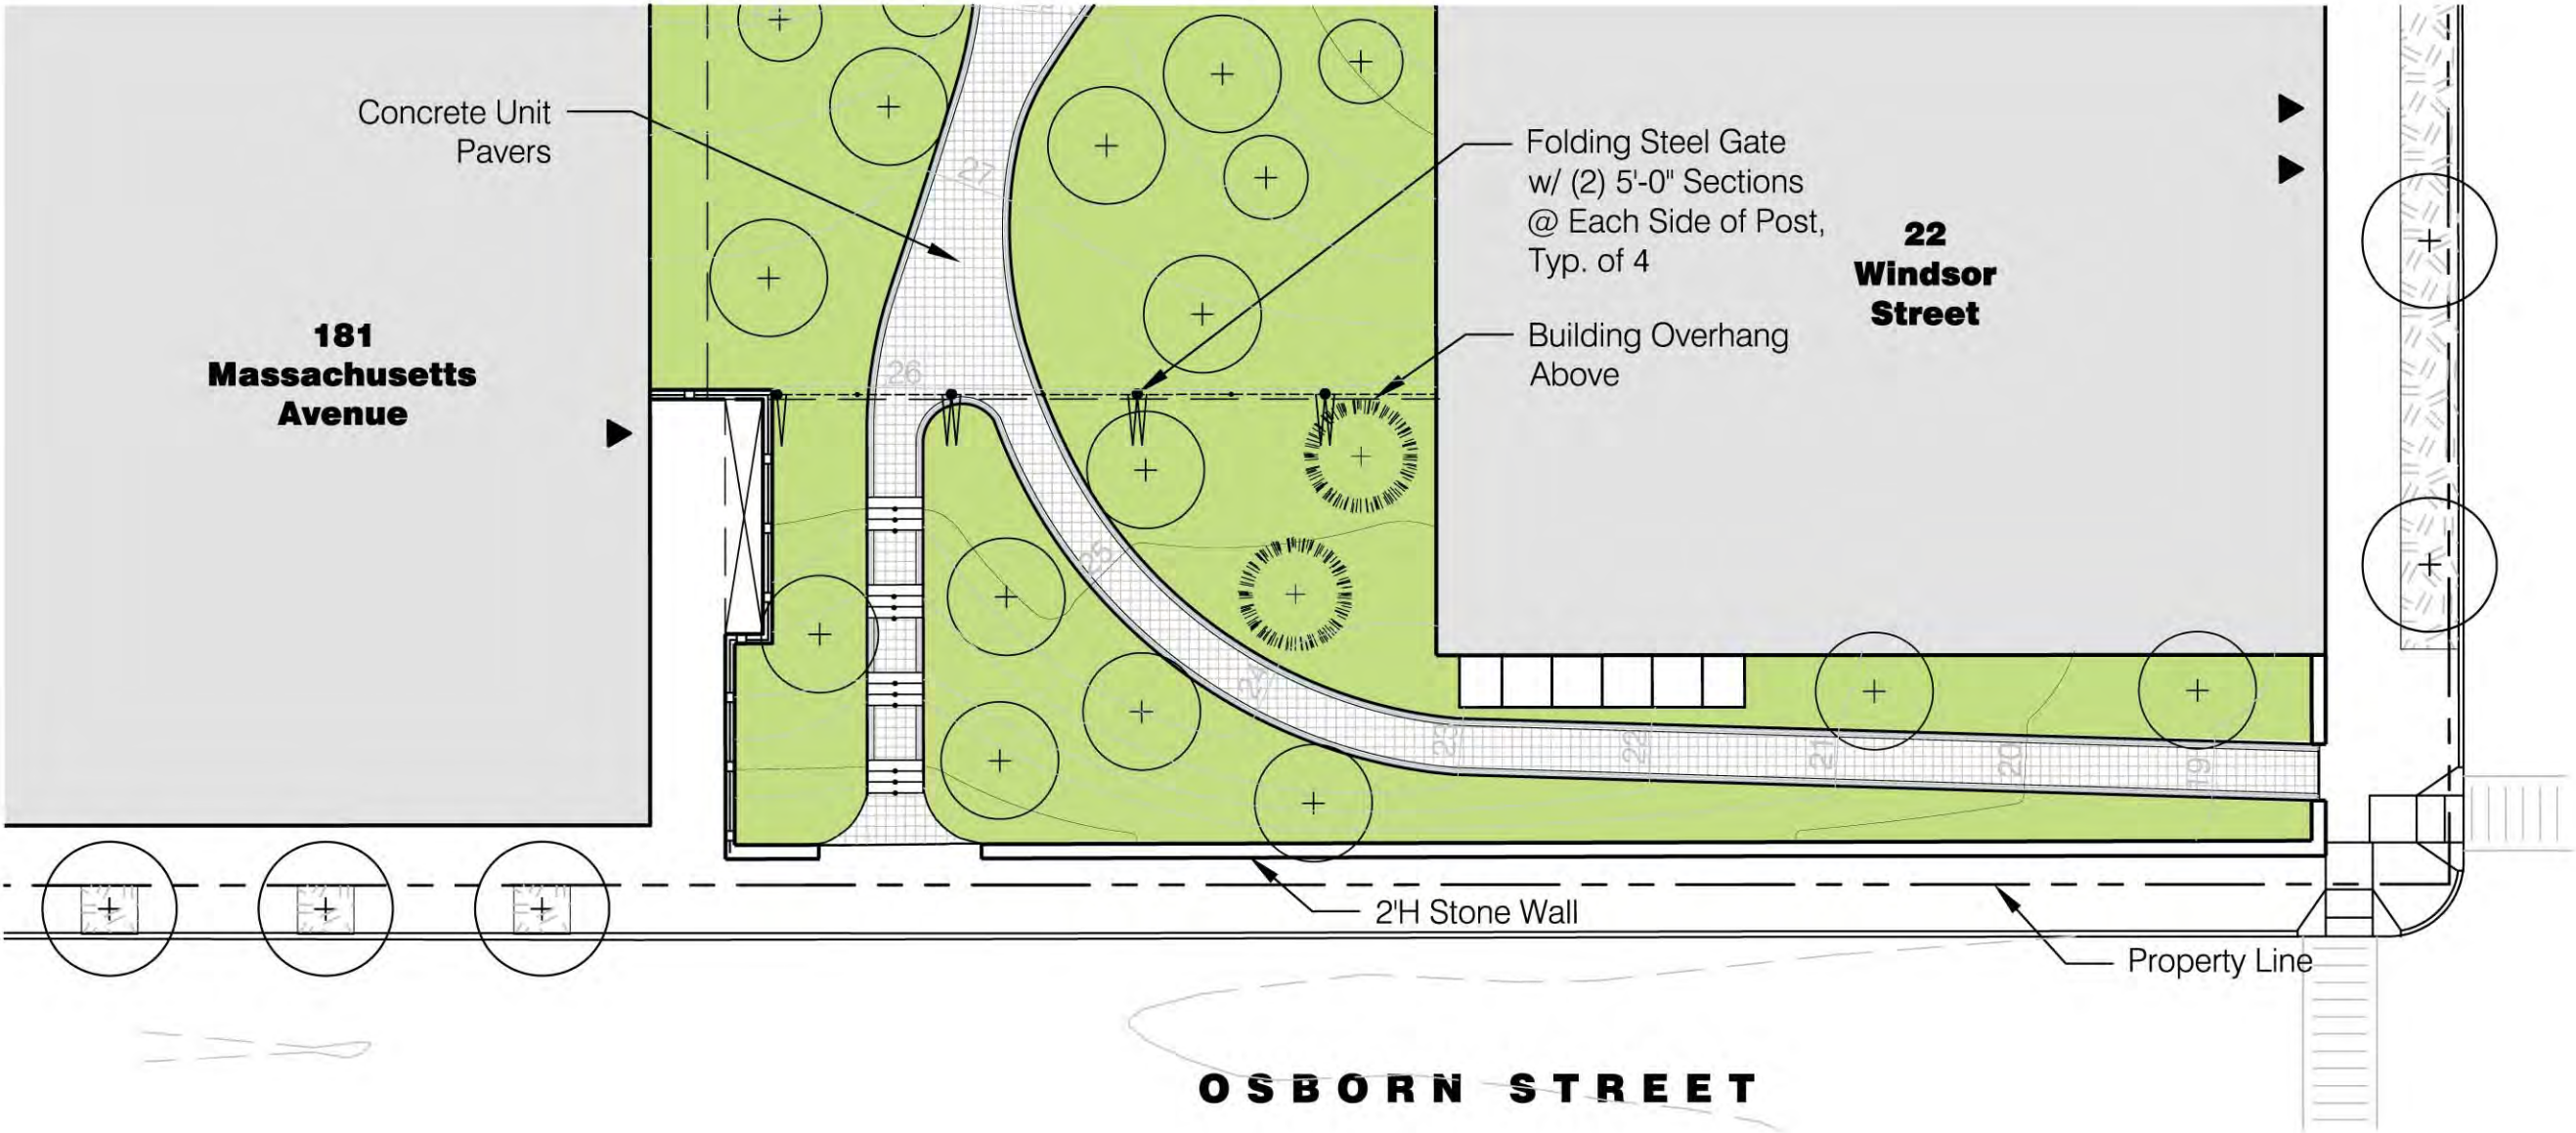 Concrete Unit
Pavers
27
Folding Steel Gate
w/ (2) 5'-0" Sections
@ Each Side of Post,
Typ. of 4
22
Windsor
Street
Building Overhang
Above
181
Massachusetts
Avenue
26
25
24
23
22
21
20
19
2'H Stone Wall
Property Line
OSBORN STREET